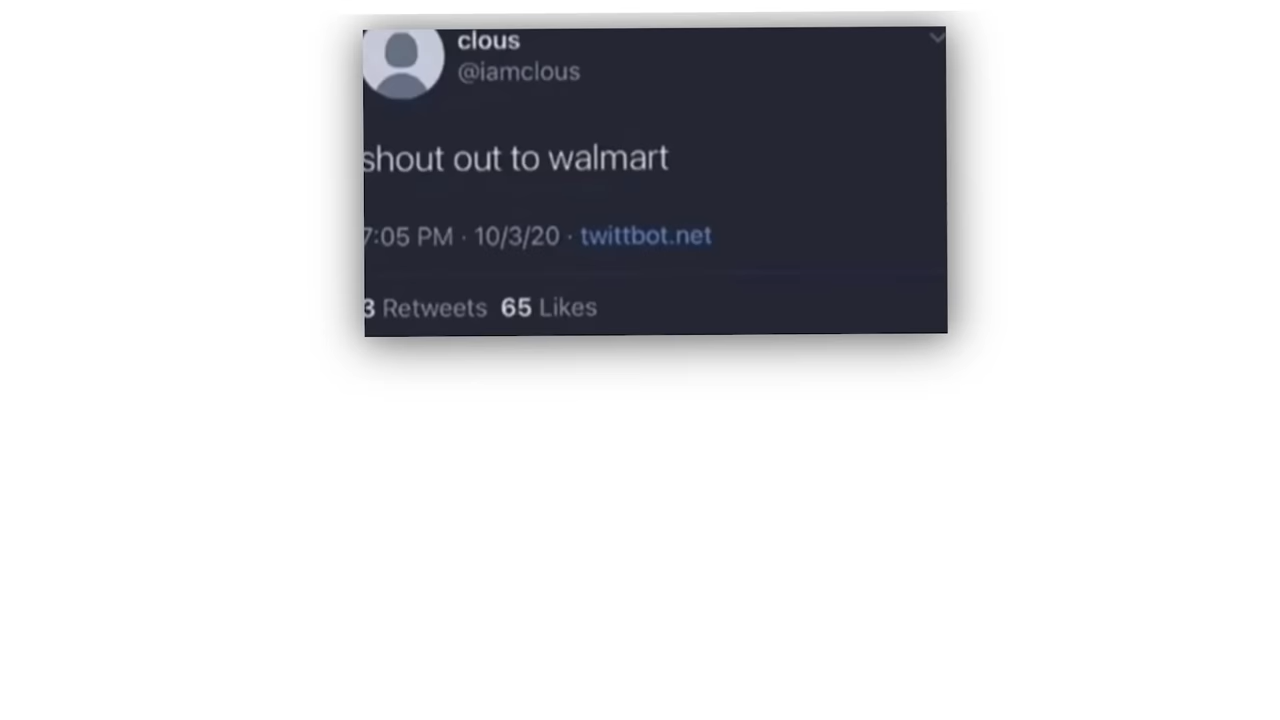 clous
@iamclous
shout out to walmart
7:05 PM · 10/3/20 · twittbot.net
3 Retweets 65 Likes